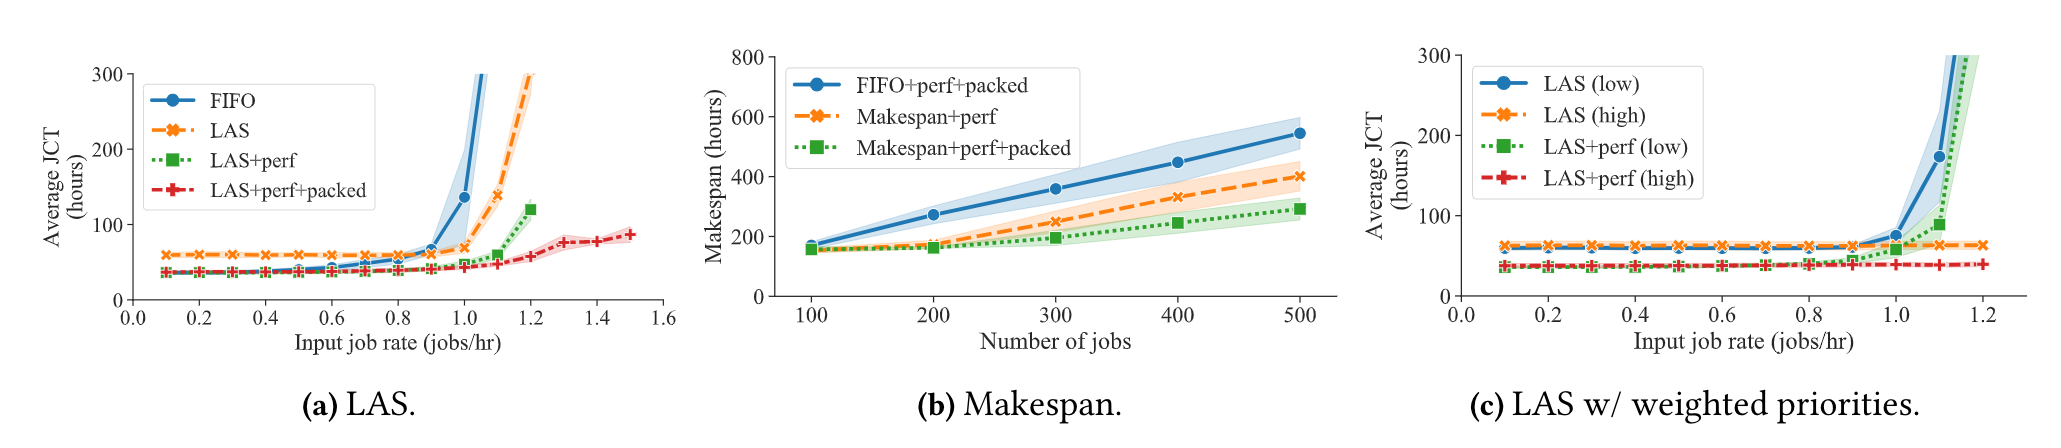 300
200
100
0
0.0 0.2 0.4 0.6 0.8 1.0 1.2 1.4 1.6
Average JCT
(hours)
Input job rate (jobs/hr)
FIFO
LAS
LAS+perf
LAS+perf+packed
(a) LAS.
800
600
400
200
0
100 200 300 400 500
Makespan (hours)
Number of jobs
FIFO+perf+packed
Makespan+perf
Makespan+perf+packed
(b) Makespan.
300
200
100
0
0.0 0.2 0.4 0.6 0.8 1.0 1.2
Average JCT
(hours)
Input job rate (jobs/hr)
LAS (low)
LAS (high)
LAS+perf (low)
LAS+perf (high)
(c) LAS w/ weighted priorities.